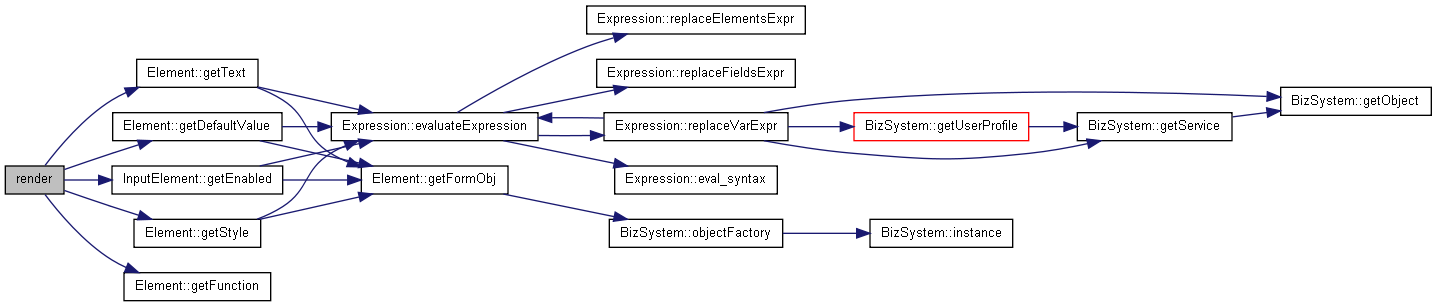 render
Element::getText
Element::getDefaultValue
InputElement::getEnabled
Element::getStyle
Element::getFunction
Expression::evaluateExpression
Element::getFormObj
Expression::replaceElementsExpr
Expression::replaceFieldsExpr
Expression::replaceVarExpr
Expression::eval_syntax
BizSystem::objectFactory
BizSystem::getUserProfile
BizSystem::instance
BizSystem::getService
BizSystem::getObject